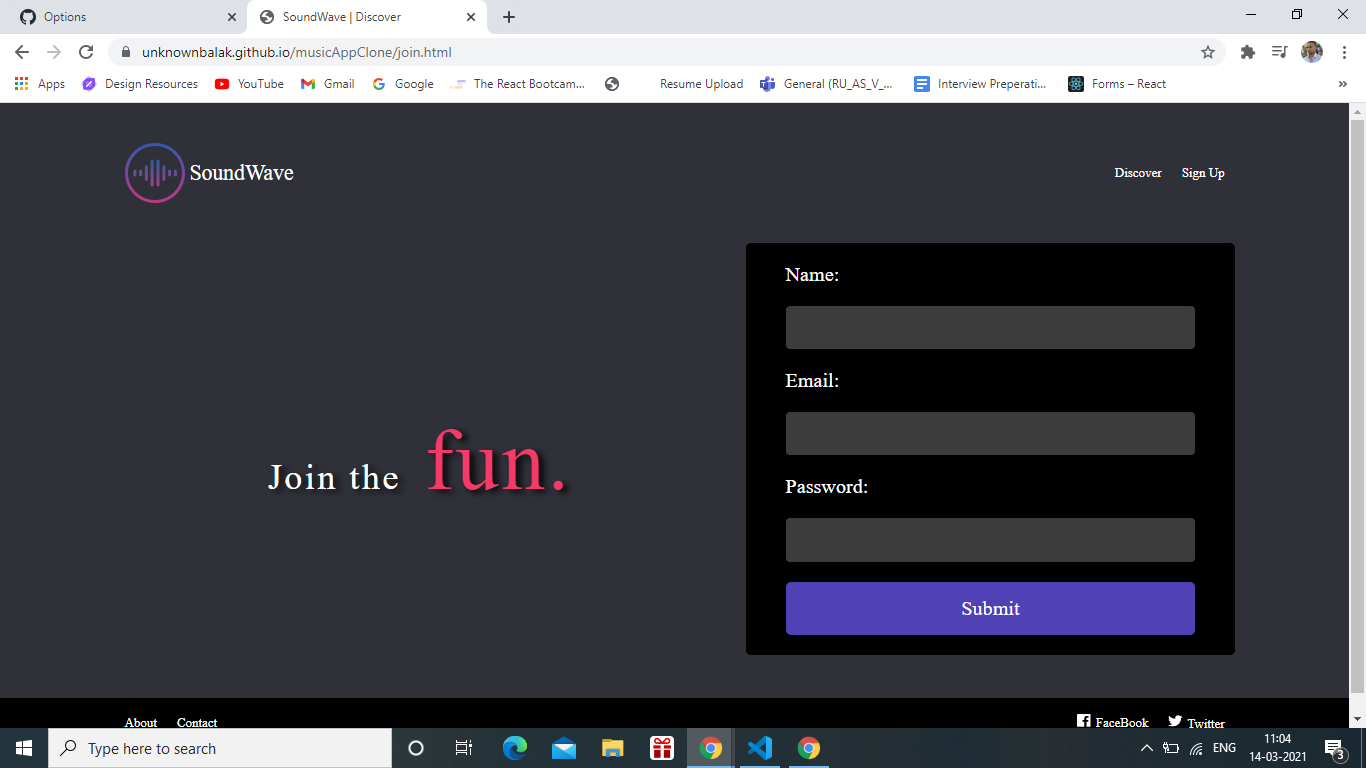 Options
SoundWave | Discover
unknownbalak.github.io/musicAppClone/join.html
Apps Design Resources YouTube Gmail Google The React Bootcam... Resume Upload General (RU_AS_V_... Interview Preperati... Forms – React »
SoundWave
Discover Sign Up
Name:
Email:
Password:
Join the fun.
Submit
About Contact FaceBook Twitter
Type here to search
ENG
11:04
14-03-2021
3